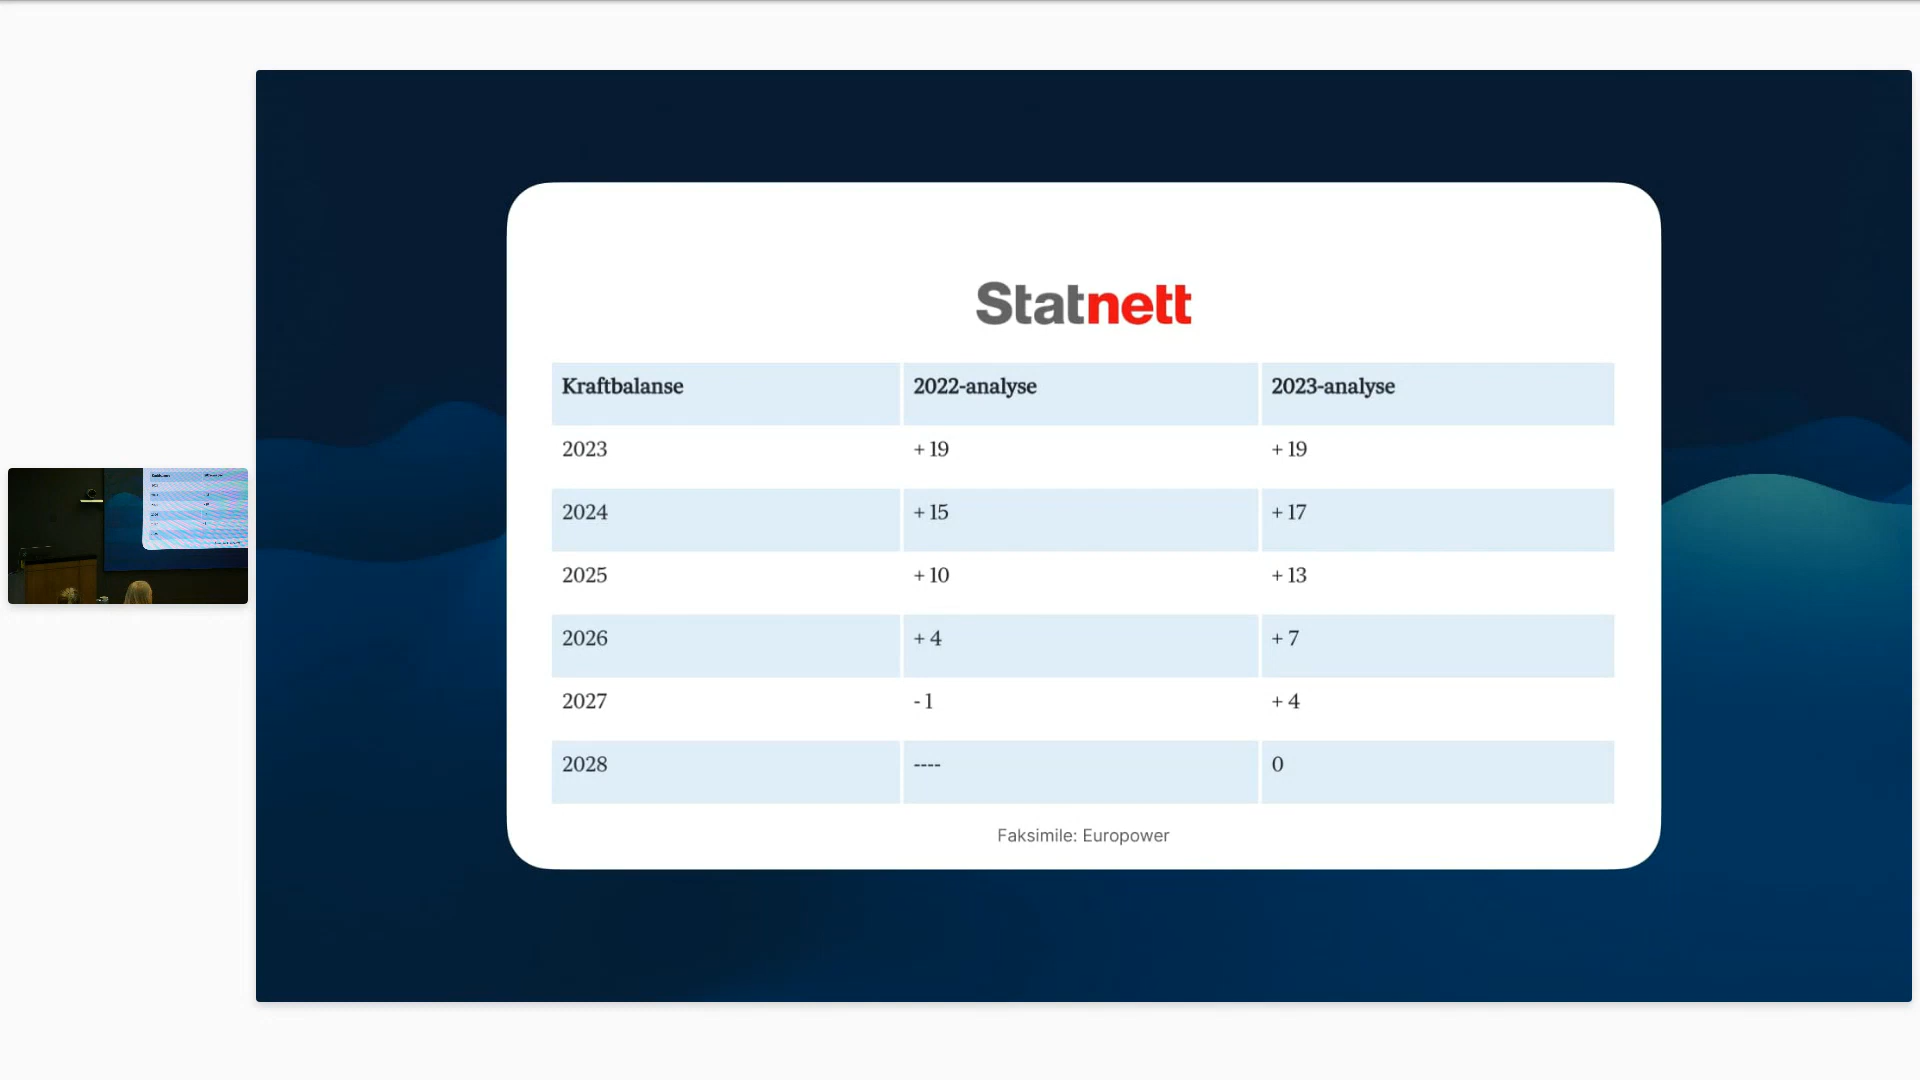 Statnett
Kraftbalanse 2022-analyse 2023-analyse
2023 + 19 + 19
2024 + 15 + 17
2025 + 10 + 13
2026 + 4 + 7
2027 - 1 + 4
2028 ---- 0
Faksimile: Europower